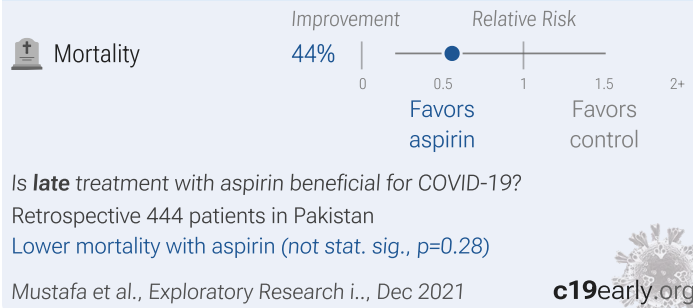 Improvement Relative Risk
Mortality 44%
0 0.5 1 1.5 2+
Favors Favors
aspirin control
Is late treatment with aspirin beneficial for COVID-19?
Retrospective 444 patients in Pakistan
Lower mortality with aspirin (not stat. sig., p=0.28)
Mustafa et al., Exploratory Research i.., Dec 2021 c19early.org